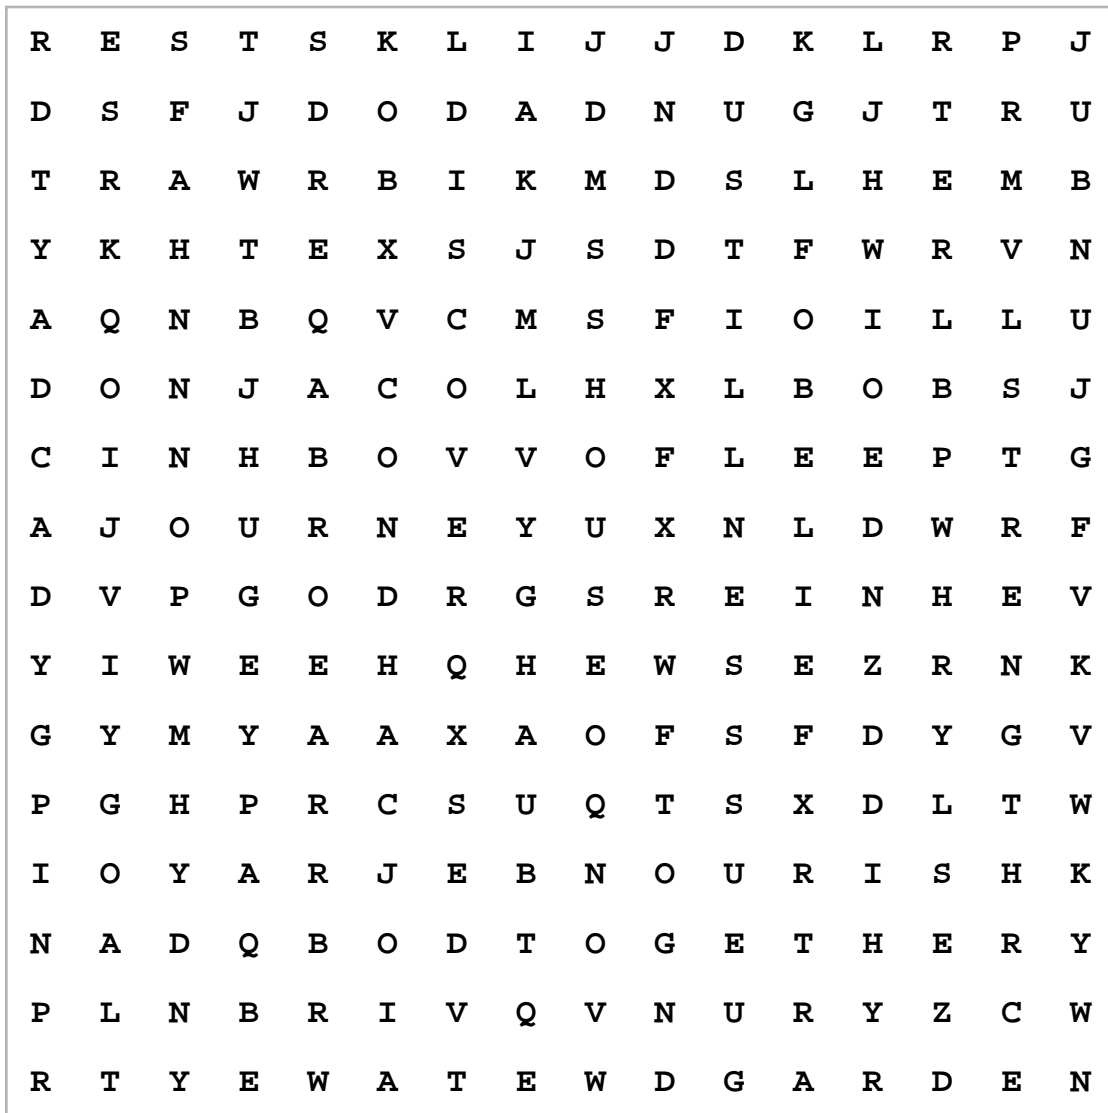 R E S T S K L I J J D K L R P J
D S F J D O D A D N U G J T R U
T R A W R B I K M D S L H E M B
Y K H T E X S J S D T F W R V N
A Q N B Q V C M S F I O I L L U
D O N J A C O L H X L B O B S J
C I N H B O V V O F L E E P T G
A J O U R N E Y U X N L D W R F
D V P G O D R G S R E I N H E V
Y I W E E H Q H E W S E Z R N K
G Y M Y A A X A O F S F D Y G V
P G H P R C S U Q T S X D L T W
I O Y A R J E B N O U R I S H K
N A D Q B O D T O G E T H E R Y
P L N B R I V Q V N U R Y Z C W
R T Y E W A T E W D G A R D E N